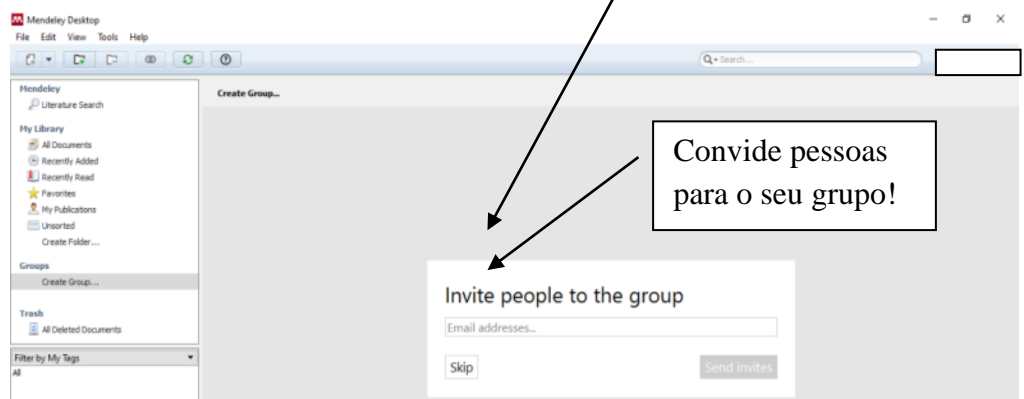 Mendeley Desktop
File Edit View Tools Help
Search...
Mendeley
Literature Search
My Library
All Documents
Recently Added
Recently Read
Favorites
My Publications
Unsorted
Create Folder...
Groups
Create Group...
Trash
All Deleted Documents
Filter by My Tags
All
Create Group...
Convide pessoas
para o seu grupo!
Invite people to the group
Email addresses...
Skip
Send invites